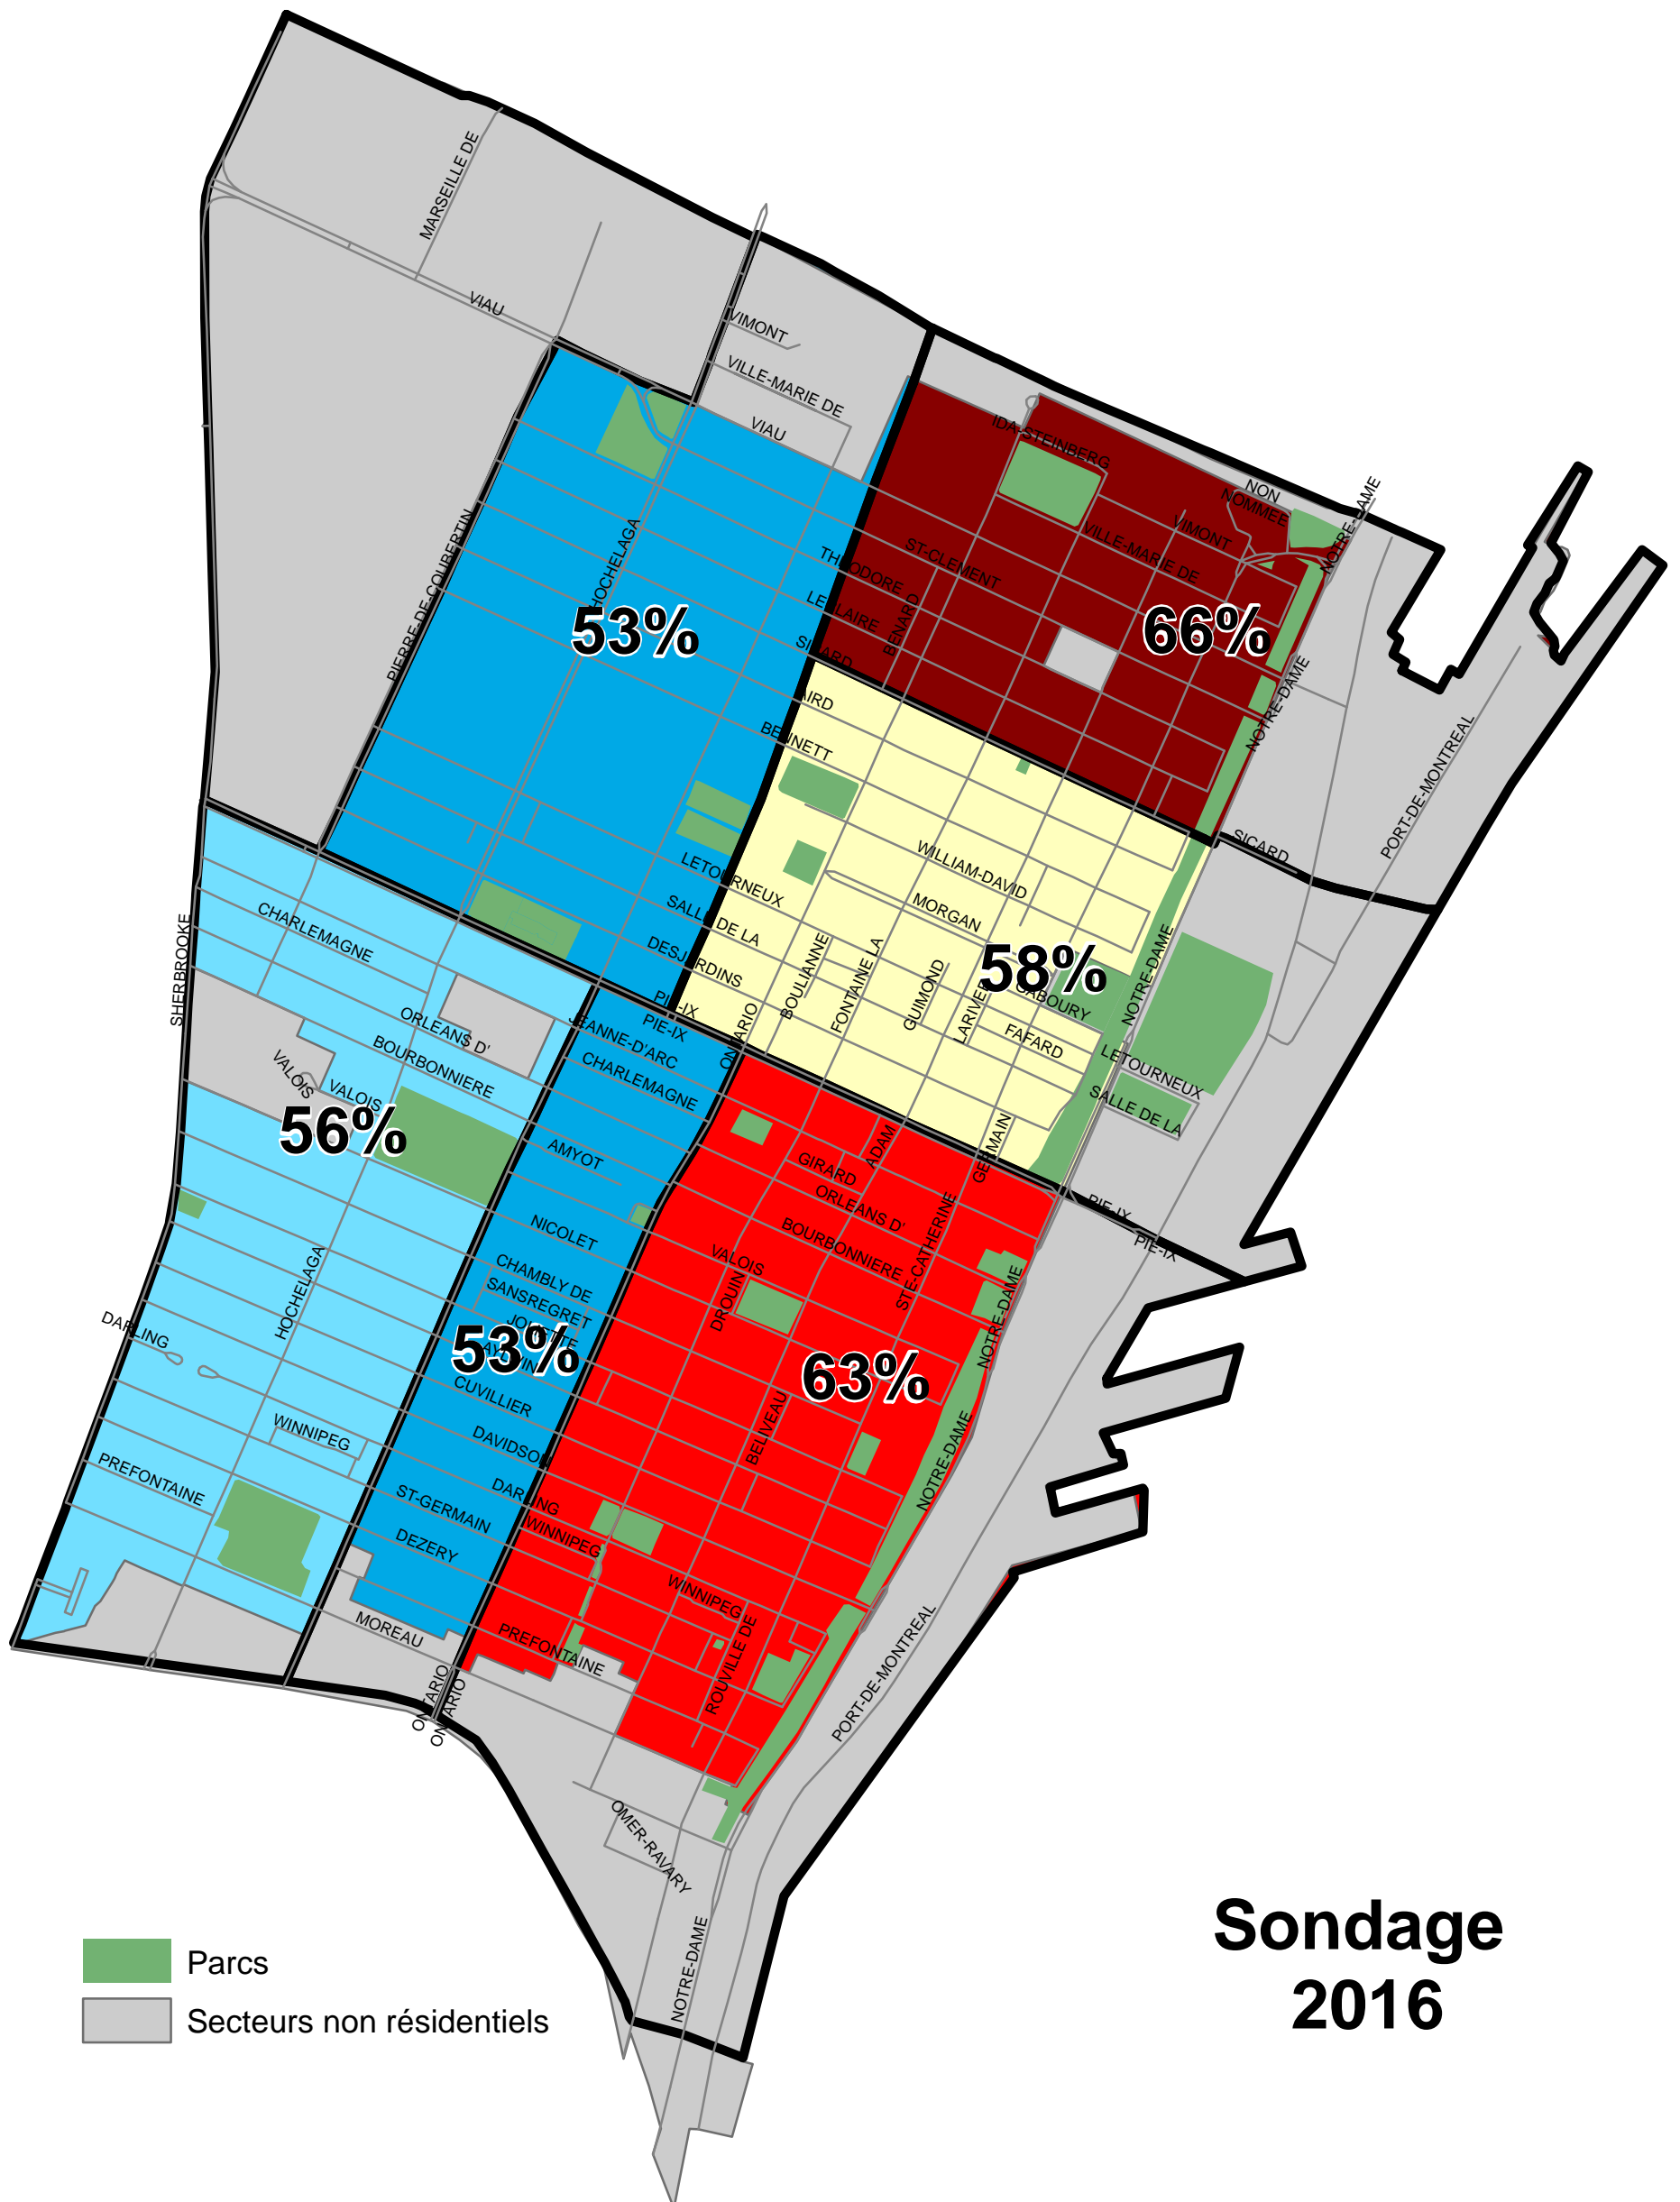 MARSEILLE DE
VIAU
VIMONT
VILLE-MARIE DE
VIAU
IDA-STEINBERG
NON
NOMMEE
VIMONT
VILLE-MARIE DE
NOTRE-DAME
PIERRE-DE-COUBERTIN
HOCHELAGA
THEODORE
ST-CLEMENT
LECLAIRE
BENARD
SICARD
53%
66%
AIRD
BENNETT
NOTRE-DAME
PORT-DE-MONTREAL
SICARD
LETOURNEUX
WILLIAM-DAVID
MORGAN
SALLE DE LA
DESJARDINS
BOULIANNE
FONTAINE LA
GUIMOND
LARIVEE
58%
GABOURY
FAFARD
NOTRE-DAME
LETOURNEUX
SALLE DE LA
SHERBROOKE
CHARLEMAGNE
ORLEANS D'
BOURBONNIERE
PIE-IX
PIE-IX
JEANNE-D'ARC
CHARLEMAGNE
ONTARIO
VALOIS
VALOIS
56%
AMYOT
ADAM
GIRARD
ORLEANS D'
GERMAIN
BOURBONNIERE
STE-CATHERINE
PIE-IX
PIE-IX
NICOLET
VALOIS
DROUIN
CHAMBLY DE
SANSREGRET
JOLIETTE
AYLWIN
53%
63%
NOTRE-DAME
HOCHELAGA
DARLING
CUVILLIER
DAVIDSON
BELIVEAU
NOTRE-DAME
WINNIPEG
PREFONTAINE
DARLING
WINNIPEG
ST-GERMAIN
DEZERY
WINNIPEG
MOREAU
PREFONTAINE
ROUVILLE DE
PORT-DE-MONTREAL
ONTARIO
ONTARIO
OMER-RAVARY
NOTRE-DAME
Sondage
2016
Parcs
Secteurs non résidentiels